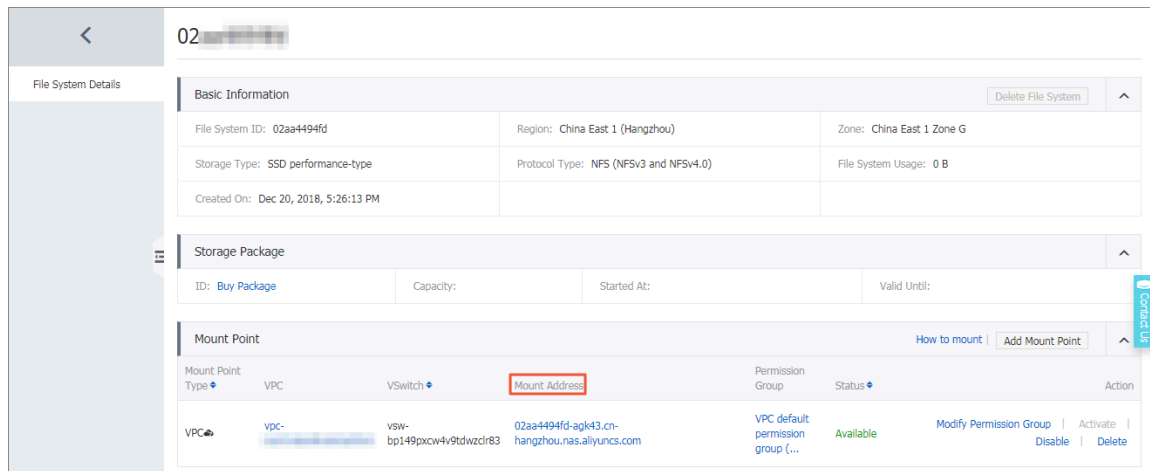 02
File System Details
Basic Information
Delete File System
File System ID: 02aa4494fd
Region: China East 1 (Hangzhou)
Zone: China East 1 Zone G
Storage Type: SSD performance-type
Protocol Type: NFS (NFSv3 and NFSv4.0)
File System Usage: 0 B
Created On: Dec 20, 2018, 5:26:13 PM
Storage Package
ID: Buy Package
Capacity:
Started At:
Valid Until:
Contact Us
Mount Point
How to mount | Add Mount Point
Mount Point
Type
VPC
VSwitch
Mount Address
Permission
Group
Status
Action
VPC
vpc-
vsw-
bp149pxcw4v9tdwzclr83
02aa4494fd-agk43.cn-
hangzhou.nas.aliyuncs.com
VPC default
permission
group (...
Available
Modify Permission Group | Activate |
Disable | Delete